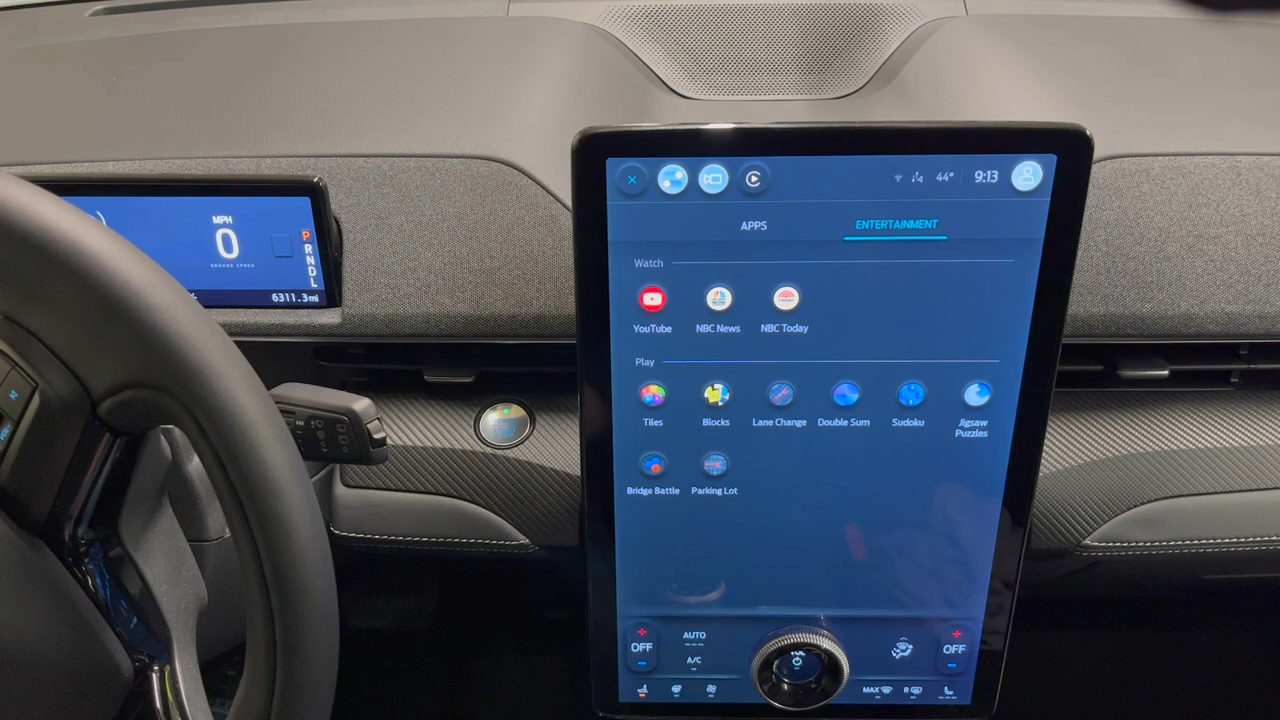 44° 9:13
APPS ENTERTAINMENT
Watch
YouTube NBC News NBC Today
Play
Tiles Blocks Lane Change Double Sum Sudoku Jigsaw
Puzzles
Bridge Battle Parking Lot
OFF AUTO OFF
A/C
MAX R
MPH
0
P
R
N
D
L
6311.3mi